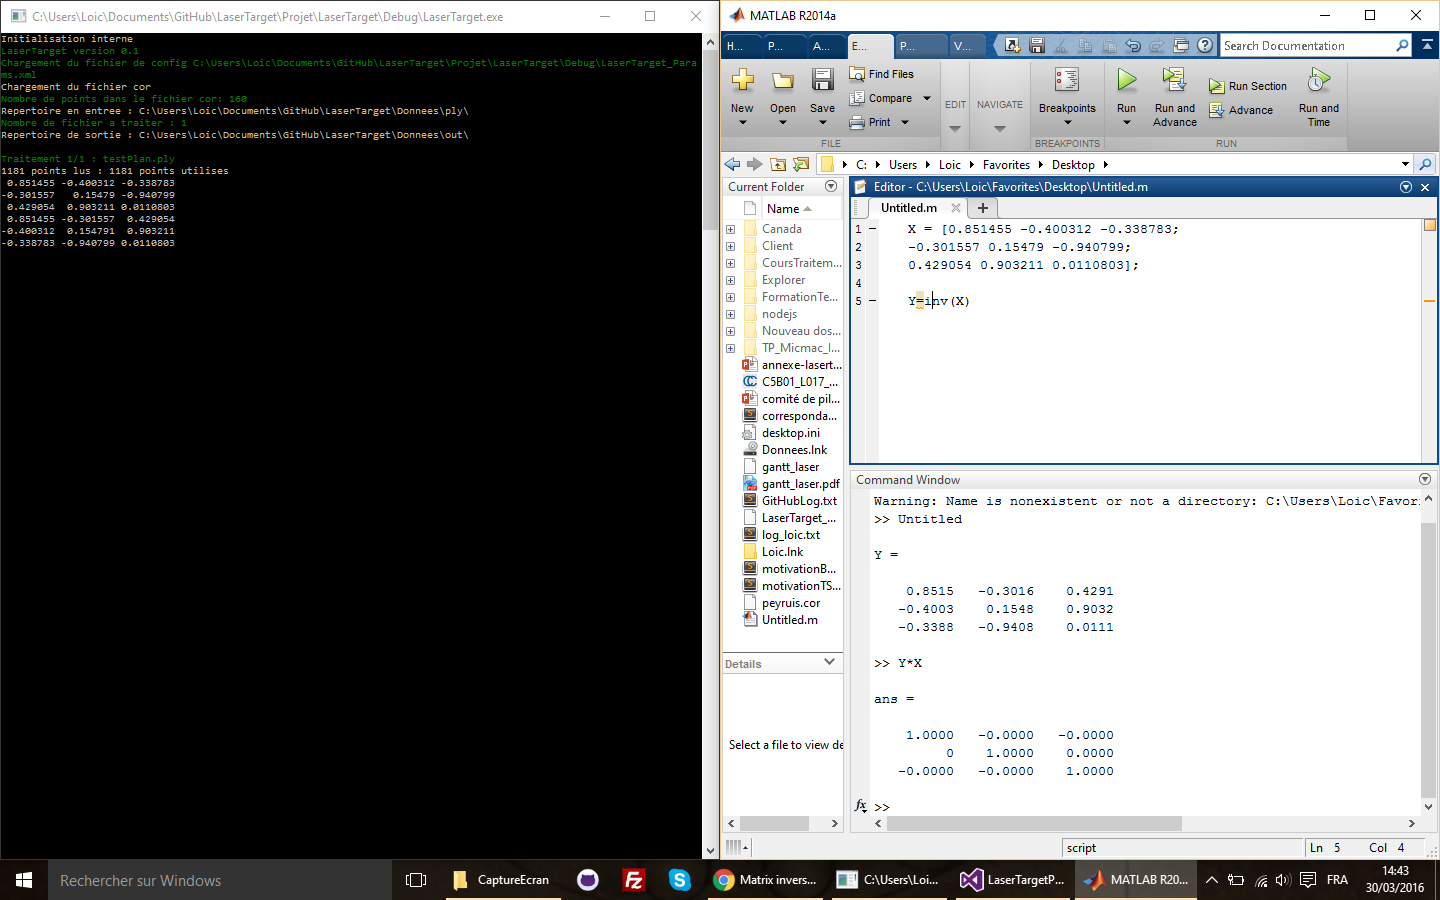 C:\Users\Loic\Documents\GitHub\LaserTarget\Projet\LaserTarget\Debug\LaserTarget.exe
Initialisation interne
LaserTarget version 0.1
Chargement du fichier de config C:\Users\Loic\Documents\GitHub\LaserTarget\Projet\LaserTarget\Debug\LaserTarget_Para
ms.xml
Chargement du fichier cor
Nombre de points dans le fichier cor: 160
Repertoire en entree : C:\Users\Loic\Documents\GitHub\LaserTarget\Donnees\ply\
Nombre de fichier a traiter : 1
Repertoire de sortie : C:\Users\Loic\Documents\GitHub\LaserTarget\Donnees\out\
Traitement 1/1 : testPlan.ply
1181 points lus : 1181 points utilises
0.851455 -0.400312 -0.338783
-0.301557 0.15479 -0.940799
0.429054 0.903211 0.0110803
0.851455 -0.301557 0.429054
-0.400312 0.154791 0.903211
-0.338783 -0.940799 0.0110803
MATLAB R2014a
H... P... A... E... P... V...
Search Documentation
New
Open
Save
Find Files
Compare
Print
EDIT
NAVIGATE
Breakpoints
Run
Run and
Advance
Run Section
Advance
Run and
Time
FILE
BREAKPOINTS
RUN
C: Users Loic Favorites Desktop
Current Folder
Name
Canada
Client
CoursTraitem...
Explorer
FormationTe...
nodejs
Nouveau dos...
TP_Micmac_l...
annexe-lasert...
C5B01_L017_...
comité de pil...
corresponda...
desktop.ini
Donnees.lnk
gantt_laser
gantt_laser.pdf
GitHubLog.txt
LaserTarget_...
log_loic.txt
Loic.lnk
motivationB...
motivationTS...
peyruis.cor
Untitled.m
Details
Select a file to view de
Editor - C:\Users\Loic\Favorites\Desktop\Untitled.m
Untitled.m
1 X = [0.851455 -0.400312 -0.338783;
2 -0.301557 0.15479 -0.940799;
3 0.429054 0.903211 0.0110803];
4
5 Y=inv(X)
Command Window
Warning: Name is nonexistent or not a directory: C:\Users\Loic\Favor
>> Untitled
Y =
0.8515 -0.3016 0.4291
-0.4003 0.1548 0.9032
-0.3388 -0.9408 0.0111
>> Y*X
ans =
1.0000 -0.0000 -0.0000
0 1.0000 0.0000
-0.0000 -0.0000 1.0000
fx >>
script
Ln 5 Col 4
Rechercher sur Windows
CaptureEcran
Matrix invers...
C:\Users\Loi...
LaserTargetP...
MATLAB R20...
FRA
14:43
30/03/2016